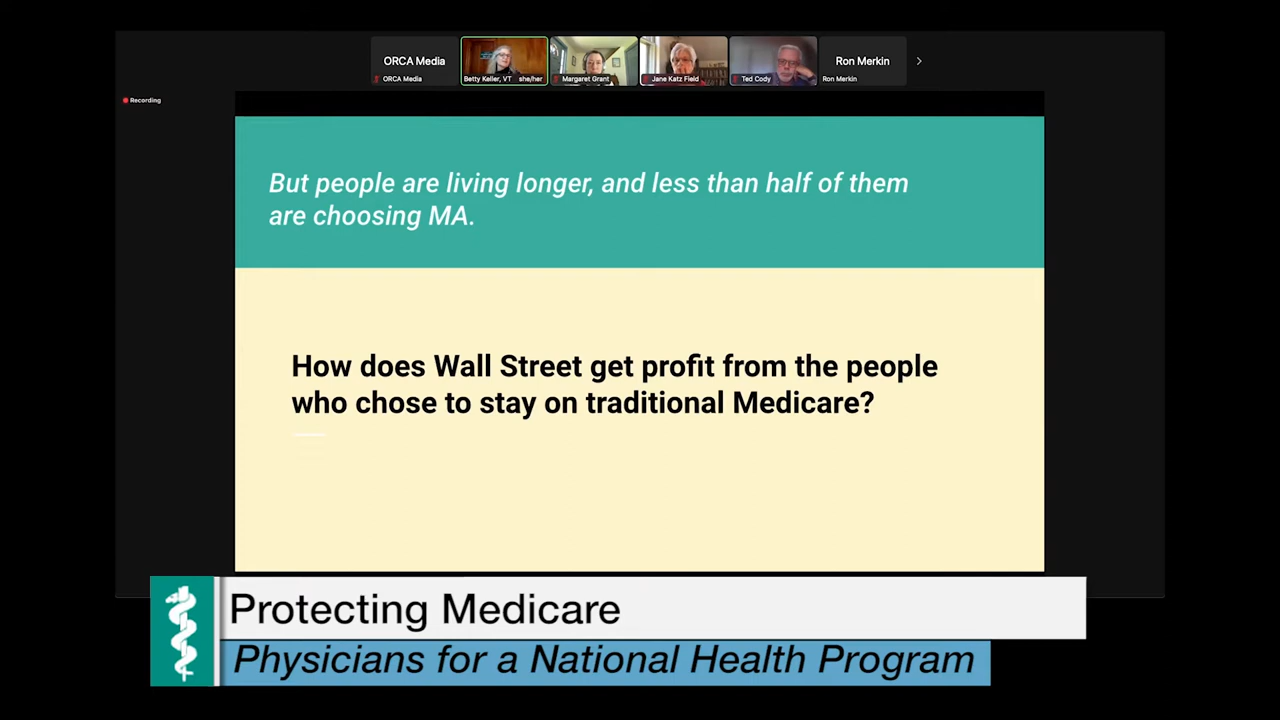 ORCA Media
Ron Merkin
ORCA Media
Betty Keller, VT she/her
Margaret Grant
Jane Katz Field
Ted Cody
Ron Merkin
Recording
But people are living longer, and less than half of them
are choosing MA.
How does Wall Street get profit from the people
who chose to stay on traditional Medicare?
Protecting Medicare
Physicians for a National Health Program